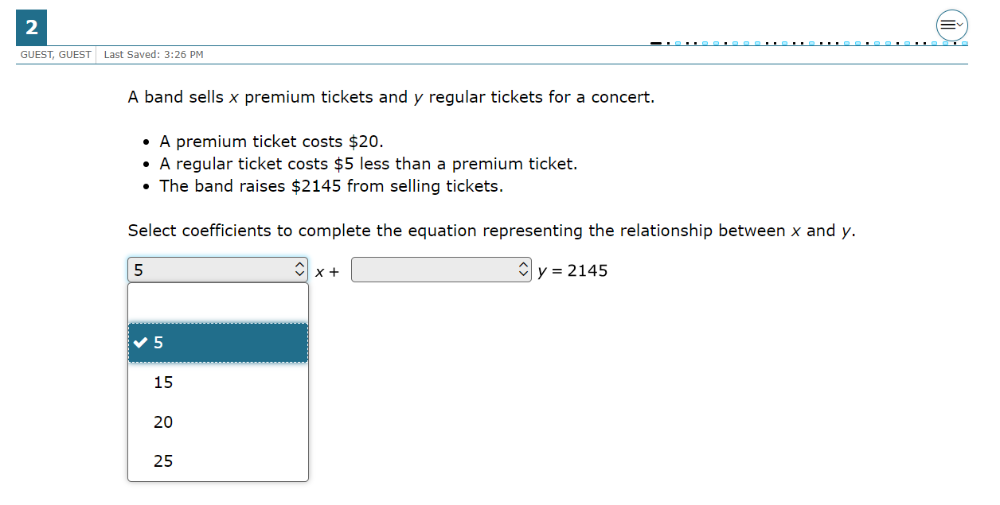 2
GUEST, GUEST Last Saved: 3:26 PM
A band sells x premium tickets and y regular tickets for a concert.
• A premium ticket costs $20.
• A regular ticket costs $5 less than a premium ticket.
• The band raises $2145 from selling tickets.
Select coefficients to complete the equation representing the relationship between x and y.
5 x + y = 2145
5
15
20
25